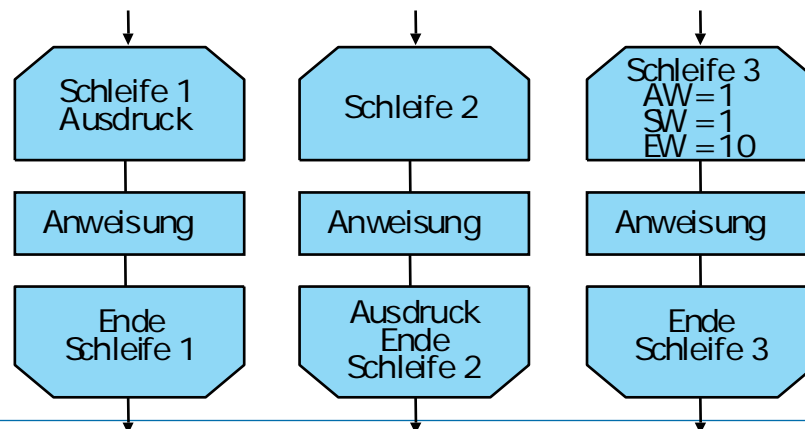 Schleife 1
Ausdruck
Anweisung
Ende
Schleife 1
Schleife 2
Anweisung
Ausdruck
Ende
Schleife 2
Schleife 3
AW = 1
SW = 1
EW = 10
Anweisung
Ende
Schleife 3